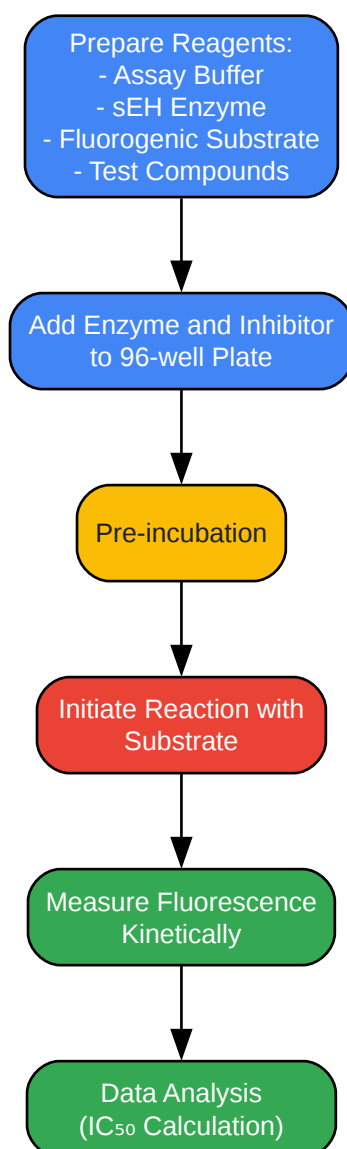 Prepare Reagents:
- Assay Buffer
- sEH Enzyme
- Fluorogenic Substrate
- Test Compounds
Add Enzyme and Inhibitor
to 96-well Plate
Pre-incubation
Initiate Reaction with
Substrate
Measure Fluorescence
Kinetically
Data Analysis
(IC₅₀ Calculation)